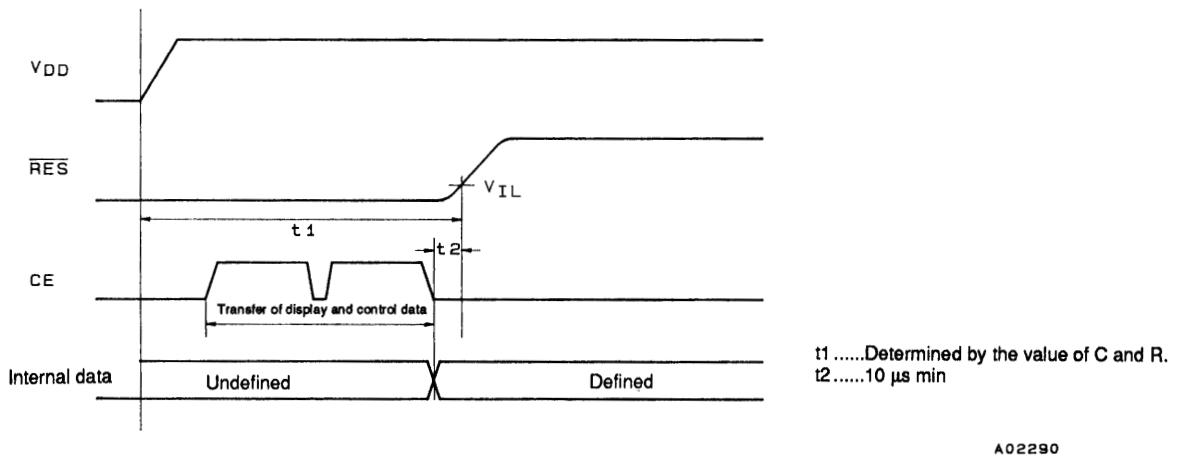 VDD
RES
VIL
t1
t2
CE
Transfer of display and control data
Internal data
Undefined
Defined
t1......Determined by the value of C and R.
t2......10 µs min
A02290